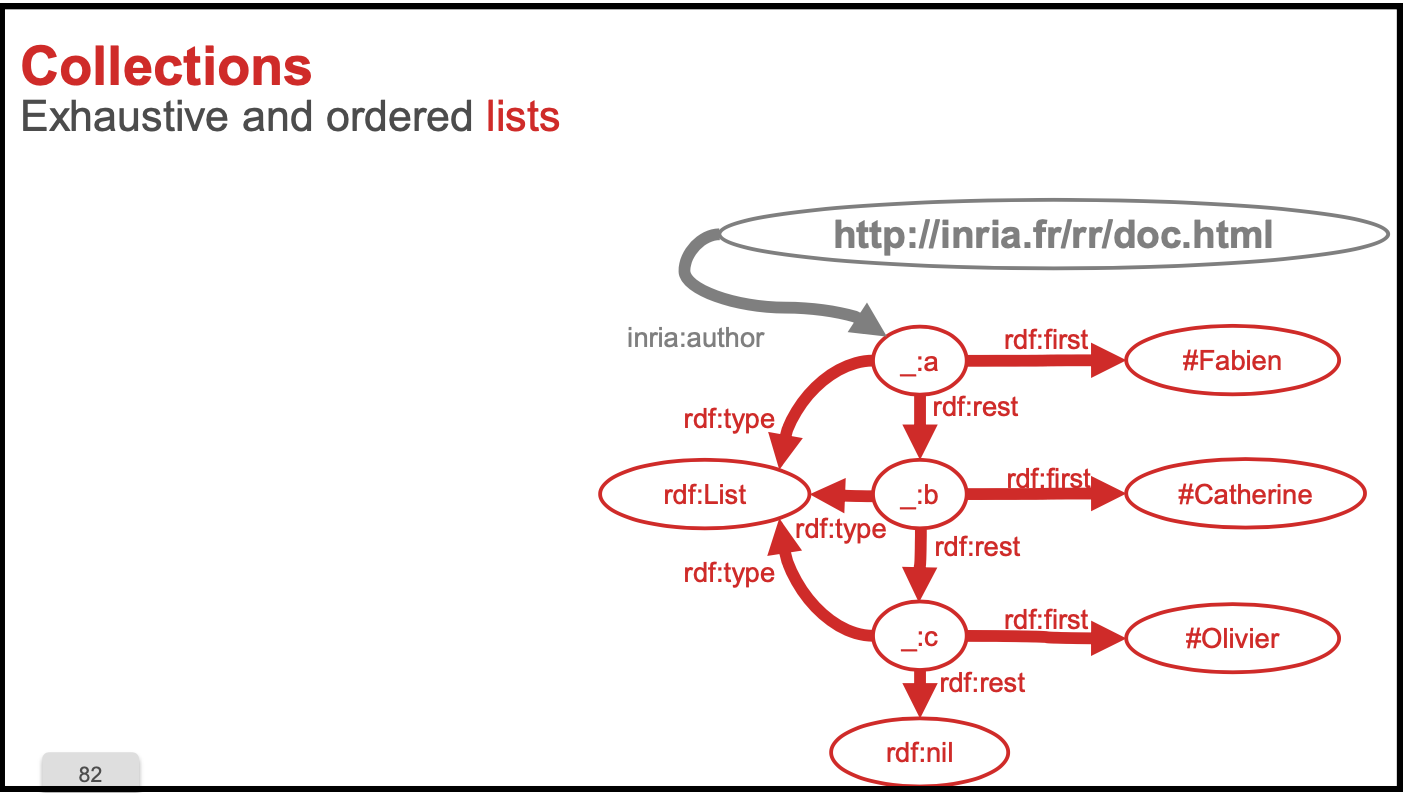 Collections
Exhaustive and ordered lists
http://inria.fr/rr/doc.html
inria:author
_:a
rdf:first
#Fabien
rdf:type
rdf:rest
rdf:List
_:b
rdf:first
#Catherine
rdf:type
rdf:rest
rdf:type
_:c
rdf:first
#Olivier
rdf:rest
rdf:nil
82